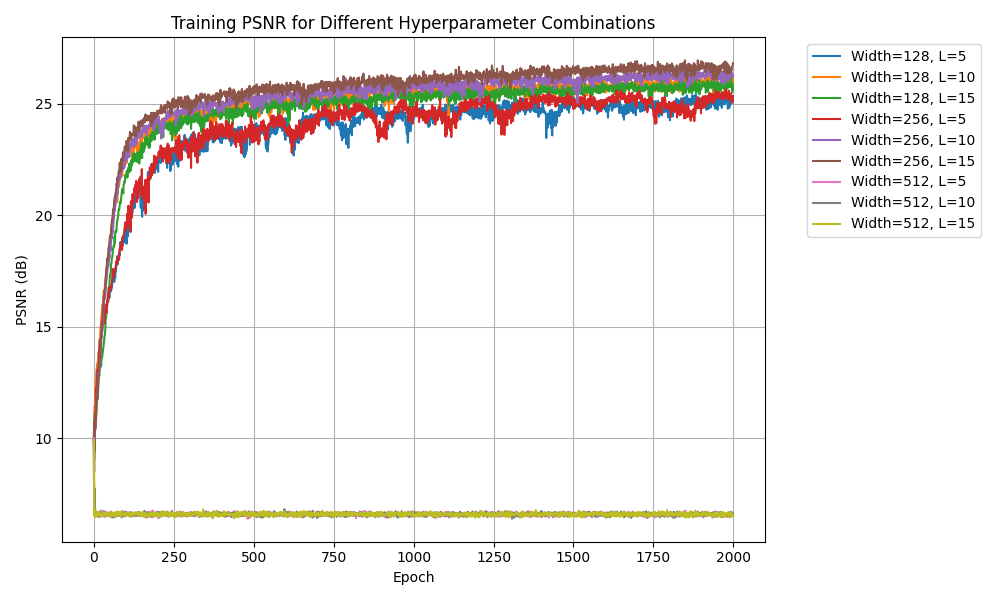 Training PSNR for Different Hyperparameter Combinations
PSNR (dB)
25
20
15
10
0 250 500 750 1000 1250 1500 1750 2000
Epoch
Width=128, L=5
Width=128, L=10
Width=128, L=15
Width=256, L=5
Width=256, L=10
Width=256, L=15
Width=512, L=5
Width=512, L=10
Width=512, L=15